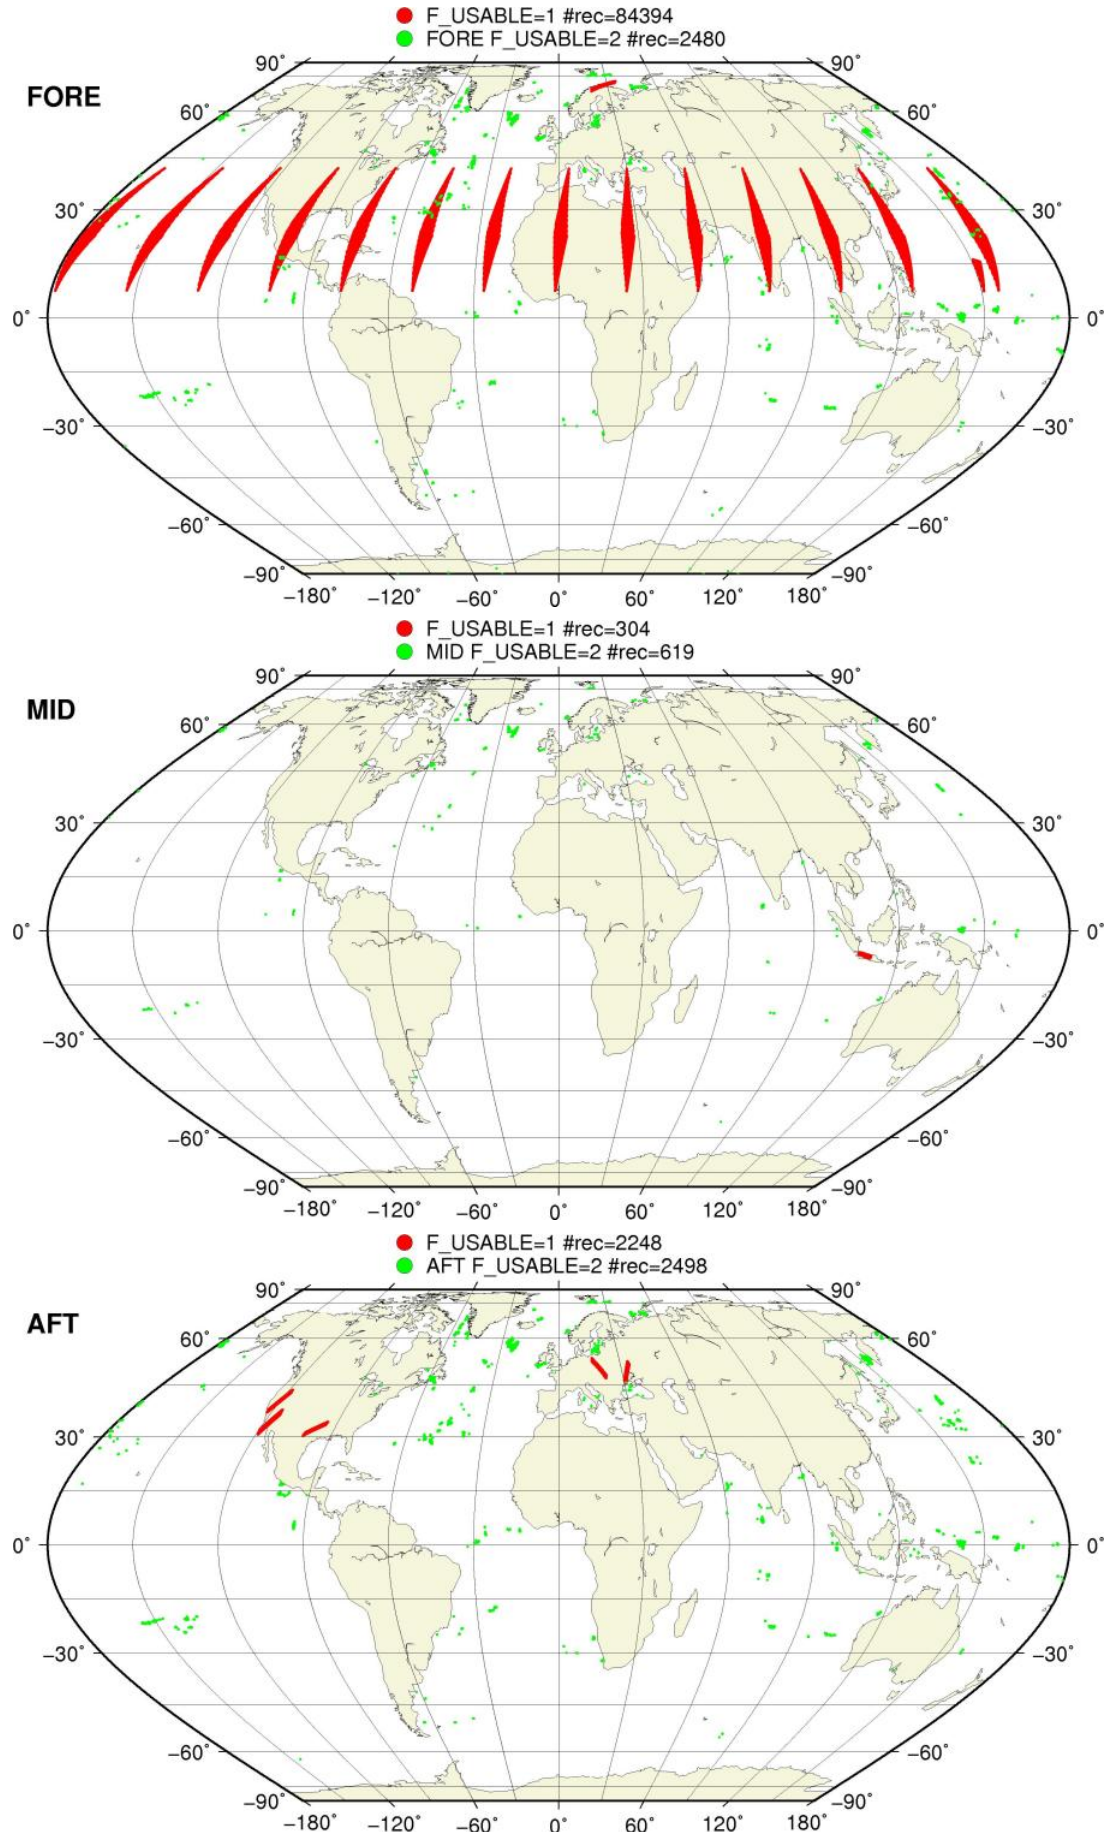 F_USABLE=1 #rec=84394
FORE F_USABLE=2 #rec=2480
FORE
90° 90°
60° 60°
30° 30°
0° 0°
−30° −30°
−60° −60°
−90° −90°
−180° −120° −60° 0° 60° 120° 180°
F_USABLE=1 #rec=304
MID F_USABLE=2 #rec=619
MID
90° 90°
60° 60°
30° 30°
0° 0°
−30° −30°
−60° −60°
−90° −90°
−180° −120° −60° 0° 60° 120° 180°
F_USABLE=1 #rec=2248
AFT F_USABLE=2 #rec=2498
AFT
90° 90°
60° 60°
30° 30°
0° 0°
−30° −30°
−60° −60°
−90° −90°
−180° −120° −60° 0° 60° 120° 180°